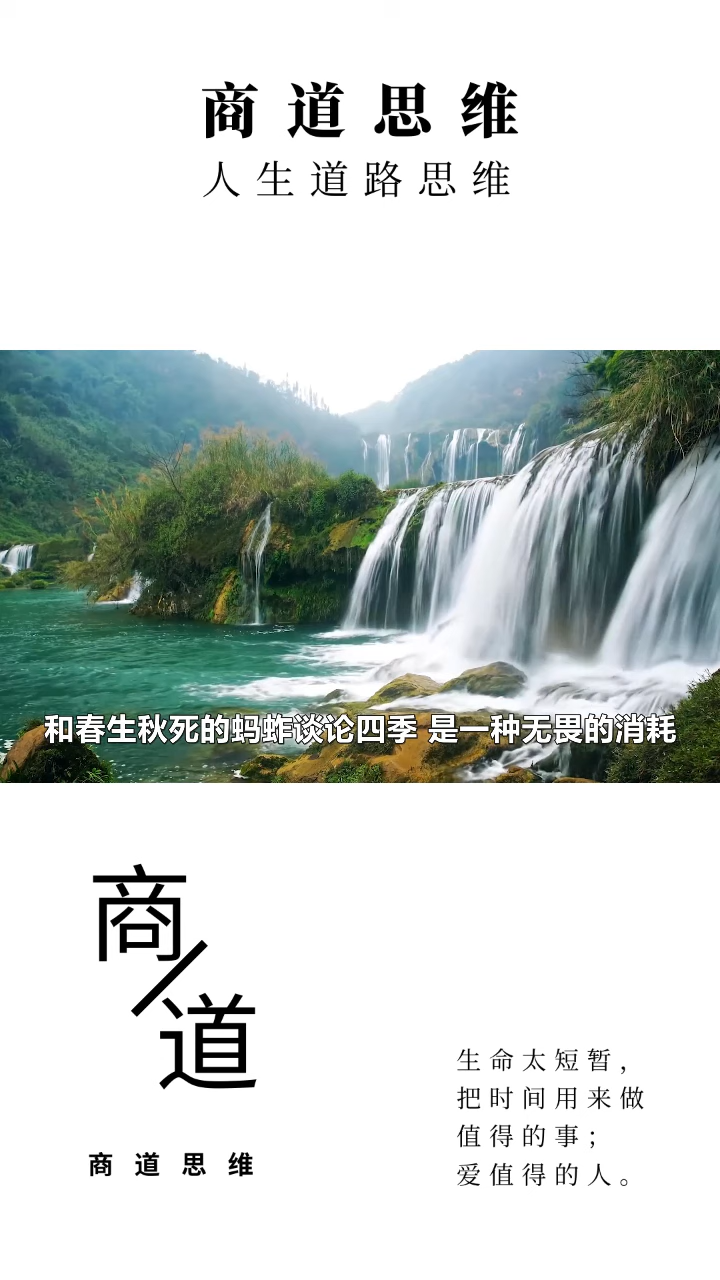 商道思维
人生道路思维
和春生秋死的蚂蚱谈论四季 是一种无畏的消耗
商/道
商道思维
生命太短暂，
把时间用来做
值得的事；
爱值得的人。